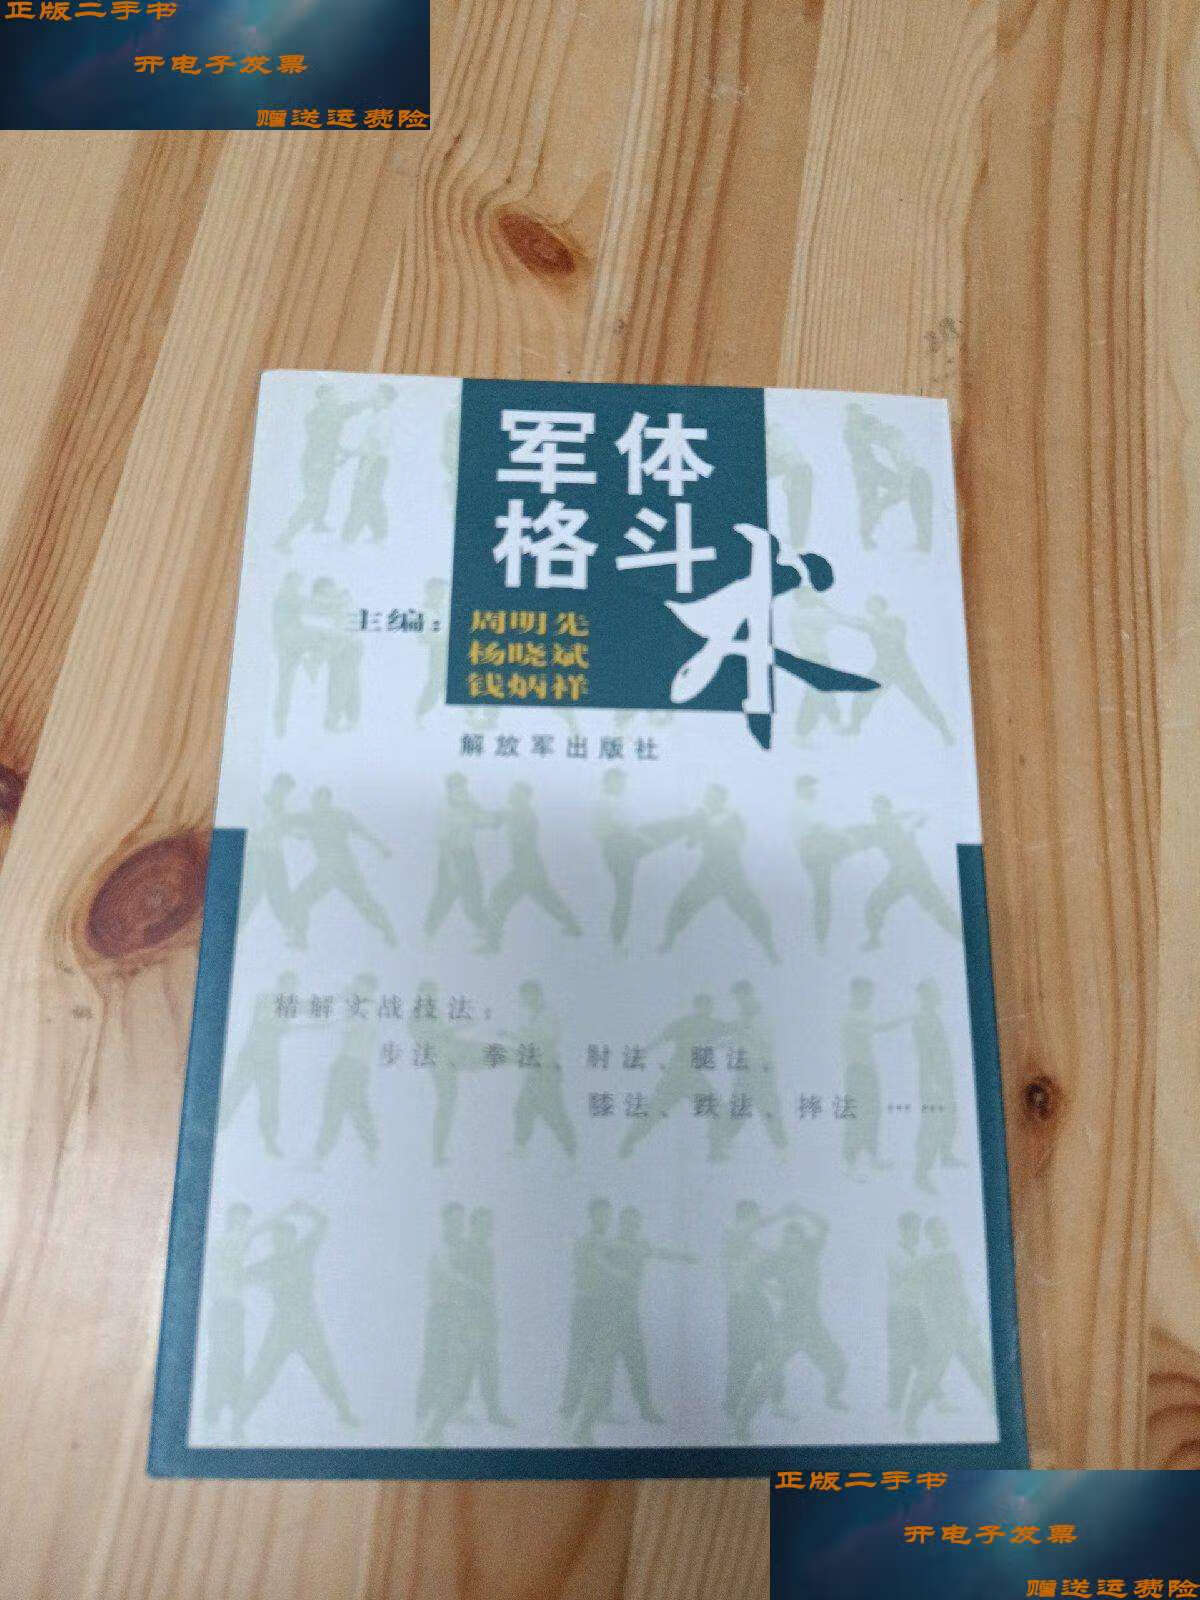 正版二手书
开电子发票
赠送运费险
军体
格斗术
主编：周明先
杨晓斌
钱炳祥
解放军出版社
精解实战技法：
步法、拳法、肘法、腿法、
膝法、跌法、摔法……
正版二手书
开电子发票
赠送运费险